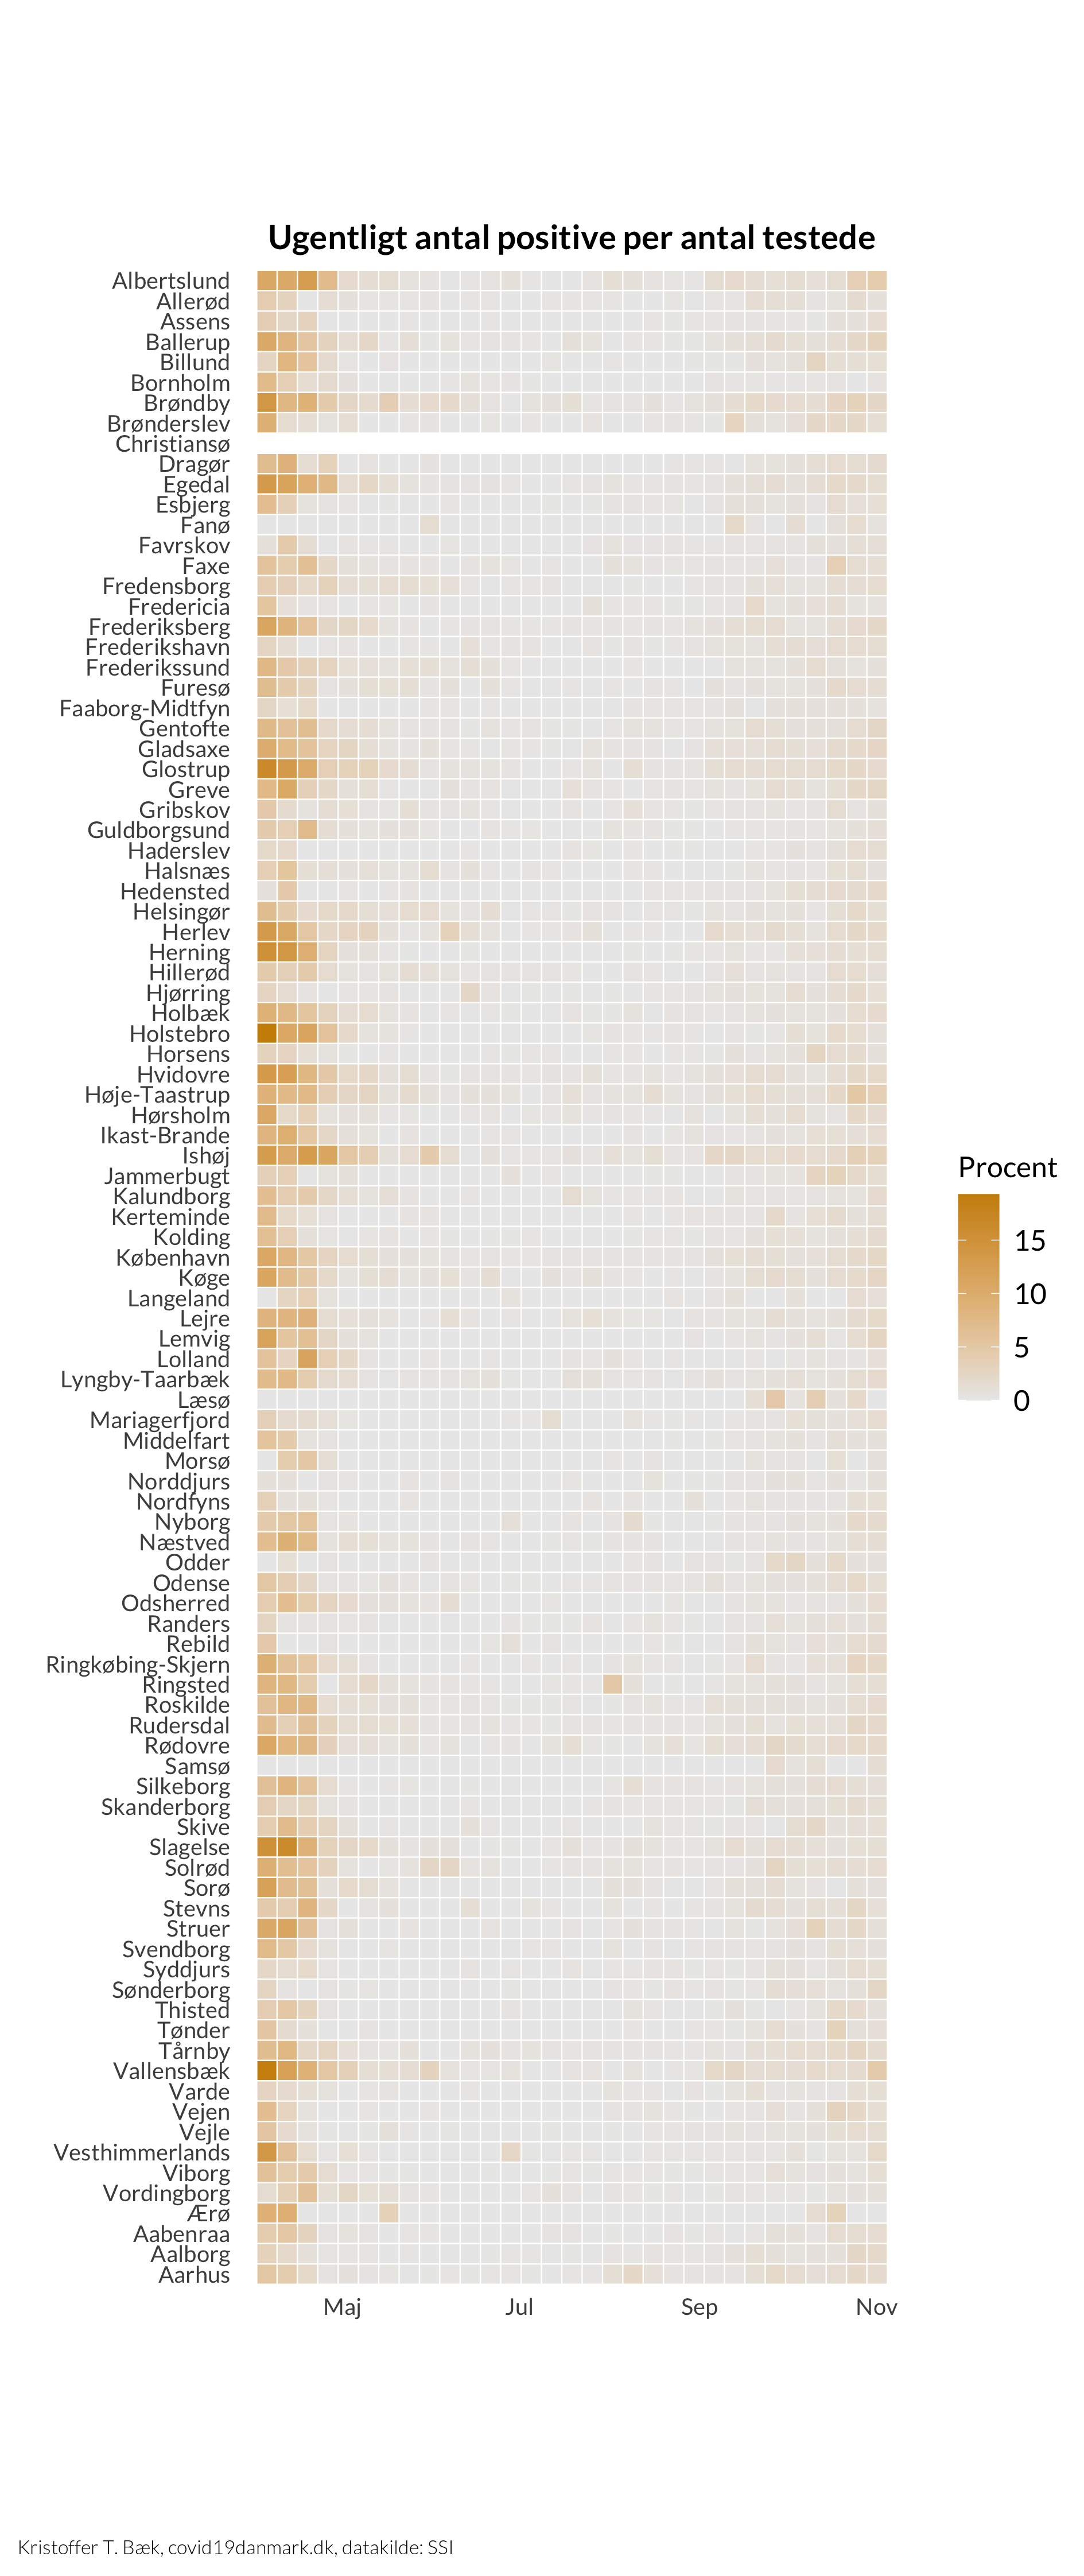 Ugentligt antal positive per antal testede
Albertslund
Allerød
Assens
Ballerup
Billund
Bornholm
Brøndby
Brønderslev
Christiansø
Dragør
Egedal
Esbjerg
Fanø
Favrskov
Faxe
Fredensborg
Fredericia
Frederiksberg
Frederikshavn
Frederikssund
Furesø
Faaborg-Midtfyn
Gentofte
Gladsaxe
Glostrup
Greve
Gribskov
Guldborgsund
Haderslev
Halsnæs
Hedensted
Helsingør
Herlev
Herning
Hillerød
Hjørring
Holbæk
Holstebro
Horsens
Hvidovre
Høje-Taastrup
Hørsholm
Ikast-Brande
Ishøj
Jammerbugt
Kalundborg
Kerteminde
Kolding
København
Køge
Langeland
Lejre
Lemvig
Lolland
Lyngby-Taarbæk
Læsø
Mariagerfjord
Middelfart
Morsø
Norddjurs
Nordfyns
Nyborg
Næstved
Odder
Odense
Odsherred
Randers
Rebild
Ringkøbing-Skjern
Ringsted
Roskilde
Rudersdal
Rødovre
Samsø
Silkeborg
Skanderborg
Skive
Slagelse
Solrød
Sorø
Stevns
Struer
Svendborg
Syddjurs
Sønderborg
Thisted
Tønder
Tårnby
Vallensbæk
Varde
Vejen
Vejle
Vesthimmerlands
Viborg
Vordingborg
Ærø
Aabenraa
Aalborg
Aarhus
Maj Jul Sep Nov
Procent
15
10
5
0
Kristoffer T. Bæk, covid19danmark.dk, datakilde: SSI